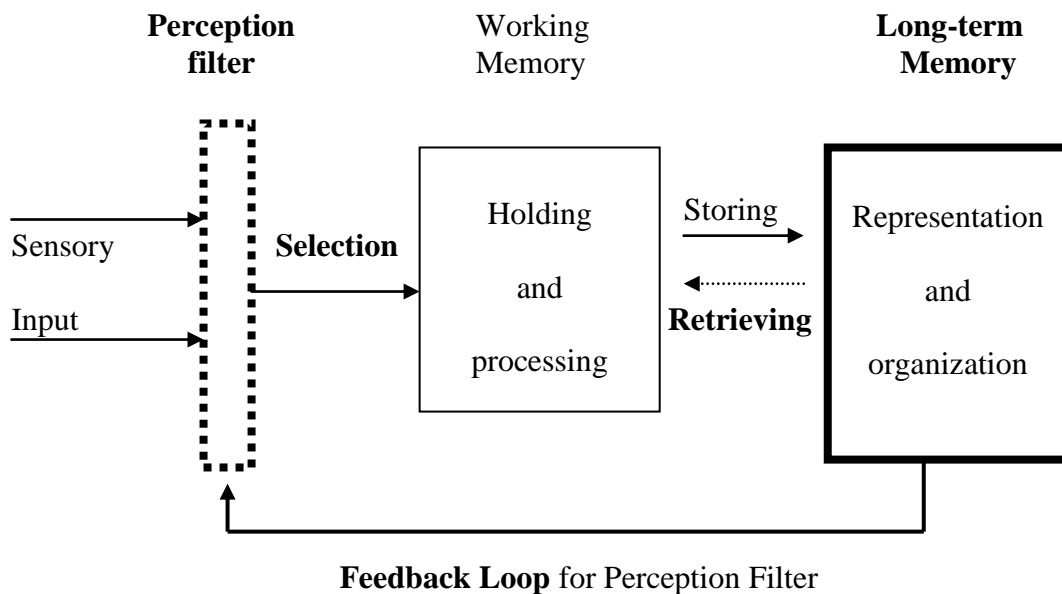 Perception
filter
Working
Memory
Long-term
Memory
Sensory
Input
Selection
Holding
and
processing
Storing
Retrieving
Representation
and
organization
Feedback Loop for Perception Filter